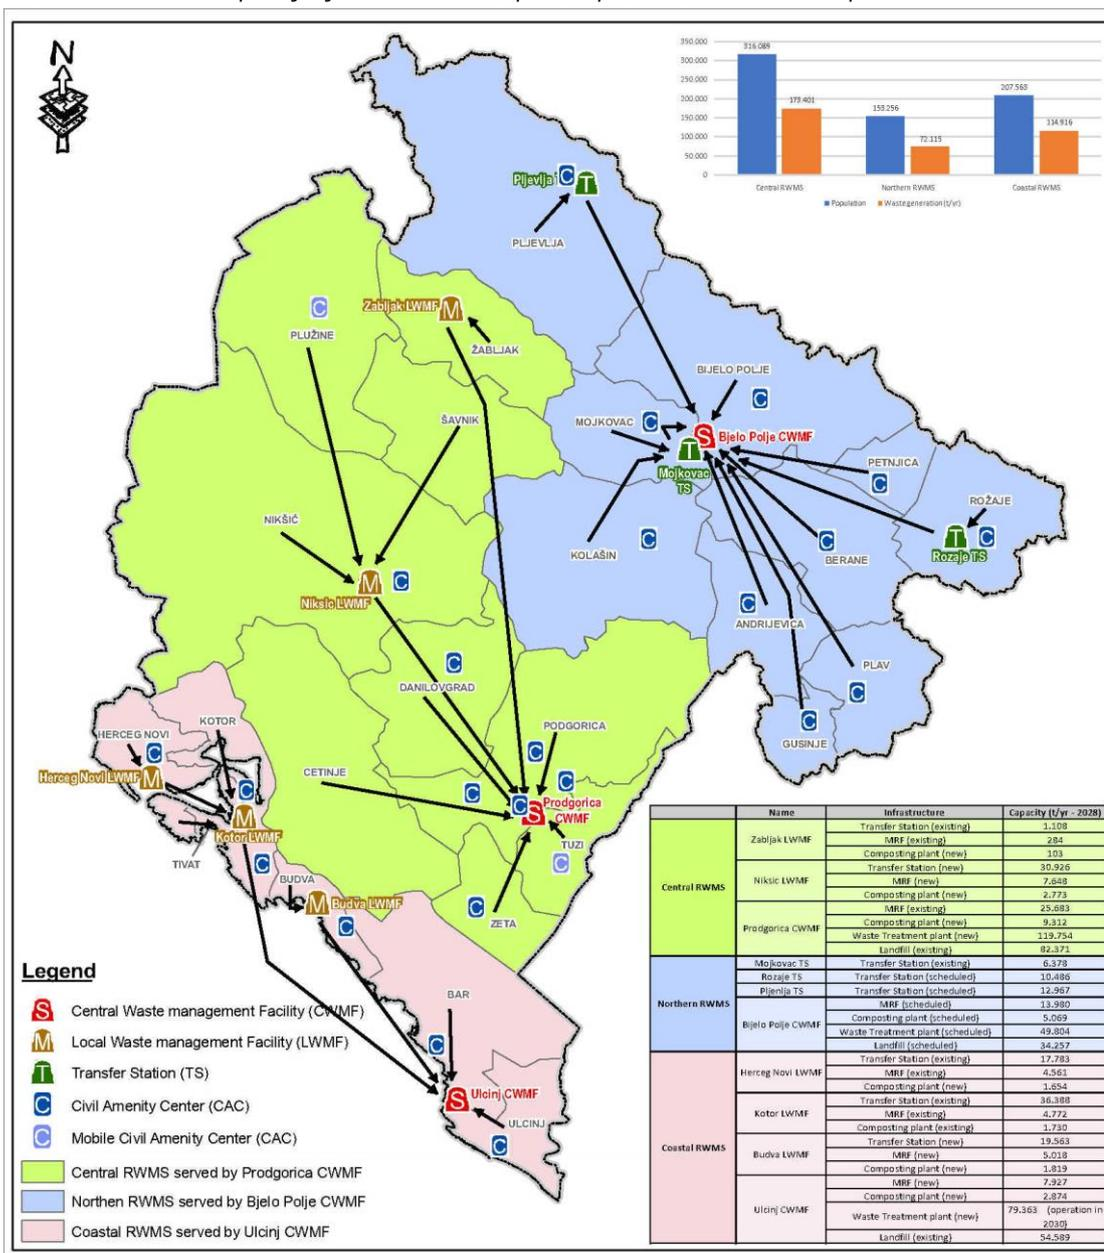 N
350.000
300.000
250.000
200.000
150.000
100.000
50.000
0
316.089
173.401
153.256
72.115
207.563
114.916
Central RWMS
Northern RWMS
Coastal RWMS
Population
Wastegeneration (t/yr)
Pljevlja
C
T
PLJEVLJA
C
PLUŽINE
Zabljak LWMF
M
ŽABLJAK
BIJELO POLJE
C
MOJKOVAC
C
S
Bjelo Polje CWMF
ŠAVNIK
T
Mojkovac
TS
PETNJICA
C
ROŽAJE
NIKŠIĆ
KOLAŠIN
C
C
BERANE
T
C
Rozaje TS
M
C
Niksic LWMF
C
ANDRIJEVICA
C
DANILOVGRAD
PLAV
C
KOTOR
HERCEG NOVI
C
PODGORICA
C
C
GUSINJE
Herceg Novi LWMF
M
CETINJE
C
C
C
C
Prodgorica
CWMF
S
M
Kotor LWMF
TUZI
C
TIVAT
C
BUDVA
M
Budva LWMF
C
C
ZETA
BAR
C
S
Ulcinj CWMF
ULCINJ
C
Legend
S Central Waste management Facility (CWMF)
M Local Waste management Facility (LWMF)
T Transfer Station (TS)
C Civil Amenity Center (CAC)
C Mobile Civil Amenity Center (CAC)
Central RWMS served by Prodgorica CWMF
Northen RWMS served by Bjelo Polje CWMF
Coastal RWMS served by Ulcinj CWMF
Name Infrastructure Capacity (t/yr - 2028)
Central RWMS
Zabljak LWMF
Transfer Station (existing) 1.108
MRF (existing) 284
Composting plant (new) 103
Niksic LWMF
Transfer Station (new) 30.926
MRF (new) 7.648
Composting plant (new) 2.773
Prodgorica CWMF
MRF (existing) 25.683
Composting plant (new) 9.312
Waste Treatment plant (new) 119.754
Landfill (existing) 82.371
Northern RWMS
Mojkovac TS Transfer Station (existing) 6.378
Rozaje TS Transfer Station (scheduled) 10.486
Transfer Station (scheduled) 12.967
Bijelo Polje CWMF
MRF (scheduled) 13.980
Composting plant (scheduled) 5.069
Waste Treatment plant (scheduled) 49.804
Landfill (scheduled) 34.257
Coastal RWMS
Herceg Novi LWMF
Transfer Station (existing) 17.783
MRF (existing) 4.561
Composting plant (new) 1.654
Kotor LWMF
Transfer Station (existing) 36.388
MRF (existing) 4.772
Composting plant (existing) 1.730
Budva LWMF
Transfer Station (new) 19.563
MRF (new) 5.018
Composting plant (new) 1.819
Ulcinj CWMF
MRF (new) 7.927
Composting plant (new) 2.874
Waste Treatment plant (new) 79.363 (operation in
2030)
Landfill (existing) 54.589